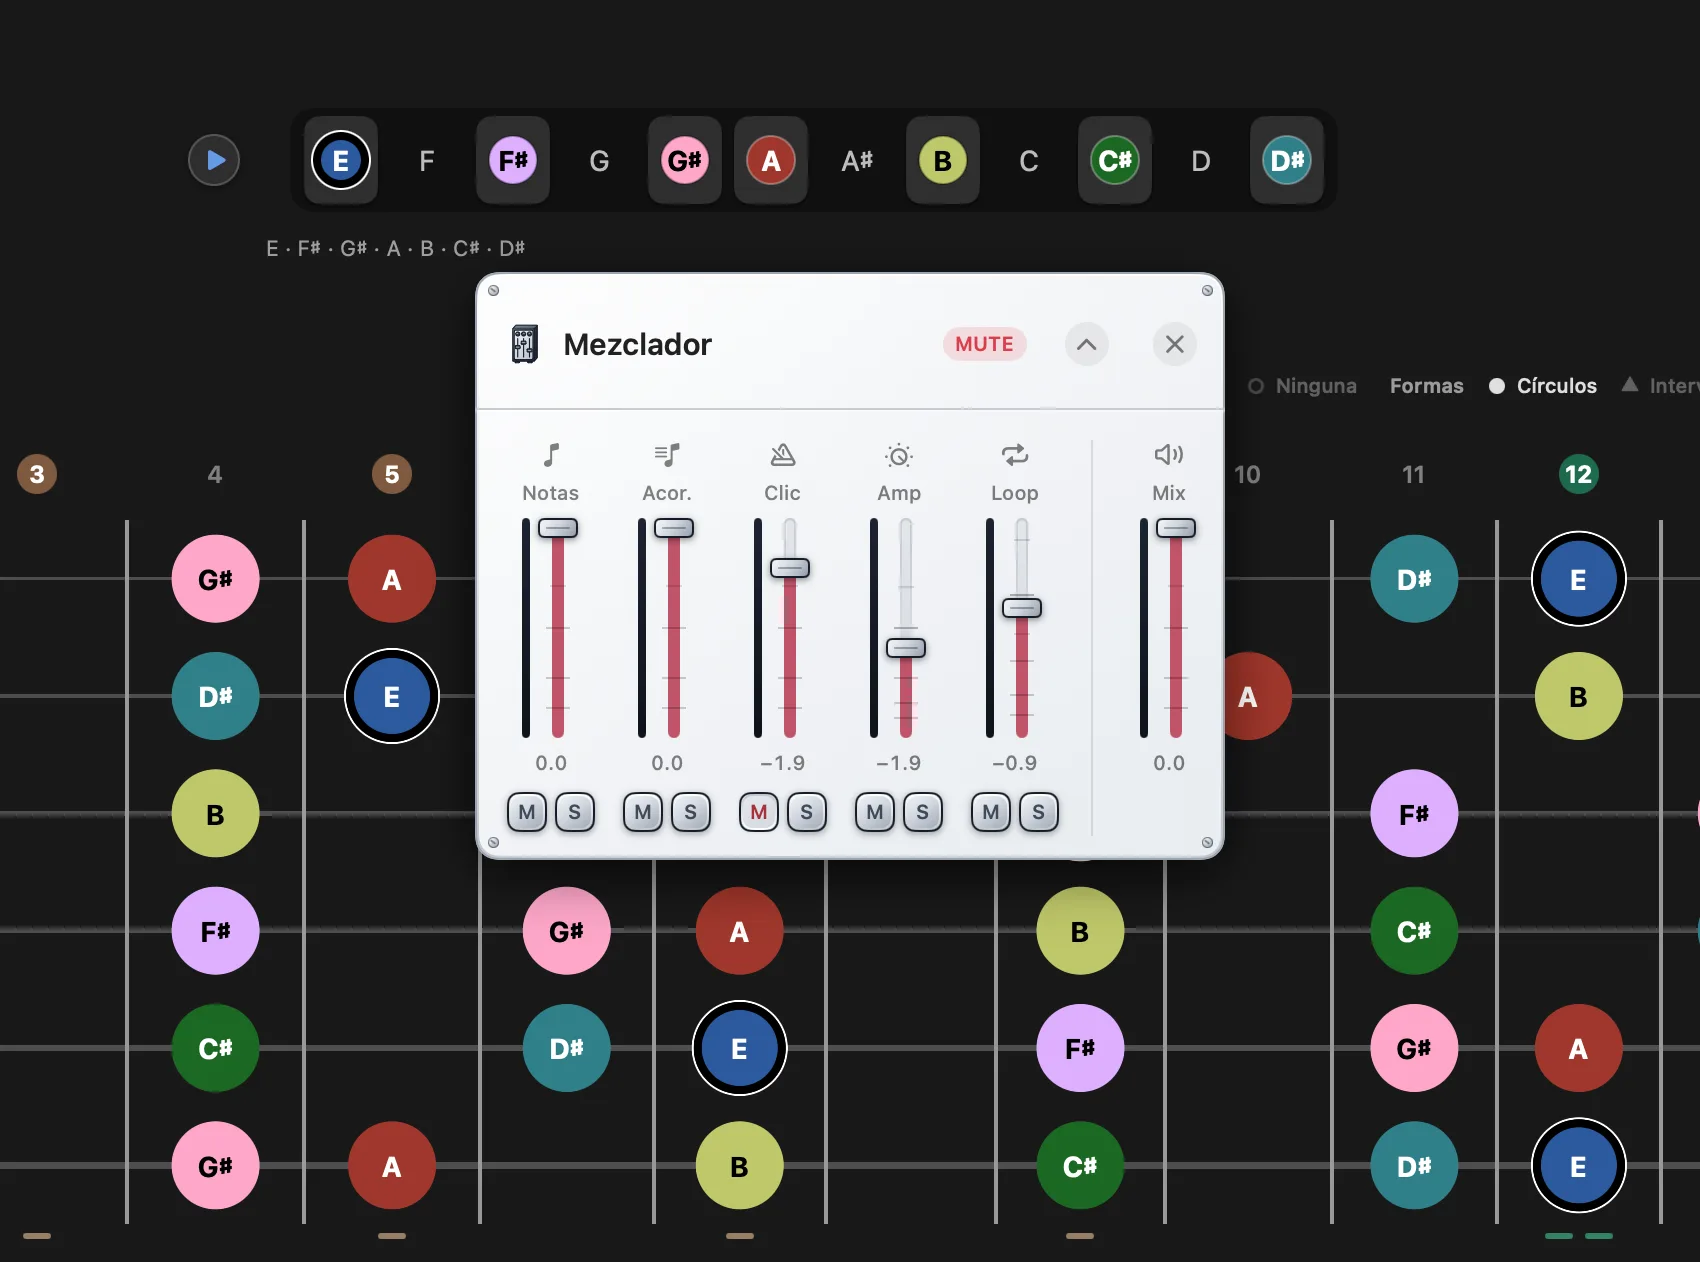 E F F# G G# A A# B C C# D D#
E · F# · G# · A · B · C# · D#
Mezclador MUTE
Ninguna Formas Círculos
Notas Acor. Clic Amp Loop Mix
0.0 0.0 −1.9 −1.9 −0.9 0.0
M S M S M S M S M S
3 4 5 10 11 12
G# A D# E
D# E A B
B F#
F# G# A B C#
C# D# E F# G# A
G# A B C# D# E